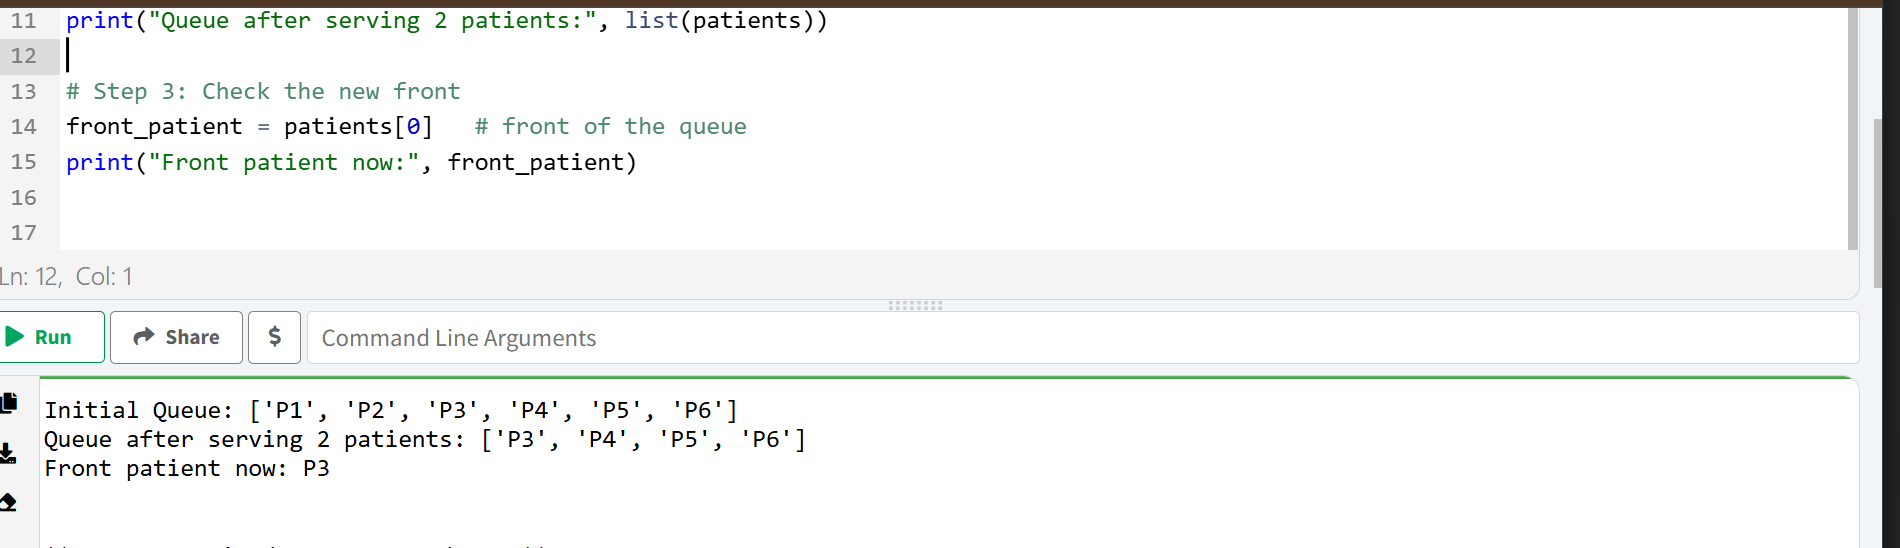 11 print("Queue after serving 2 patients:", list(patients))
12
13 # Step 3: Check the new front
14 front_patient = patients[0]   # front of the queue
15 print("Front patient now:", front_patient)
16
17
Ln: 12, Col: 1
Run Share $ Command Line Arguments
Initial Queue: ['P1', 'P2', 'P3', 'P4', 'P5', 'P6']
Queue after serving 2 patients: ['P3', 'P4', 'P5', 'P6']
Front patient now: P3